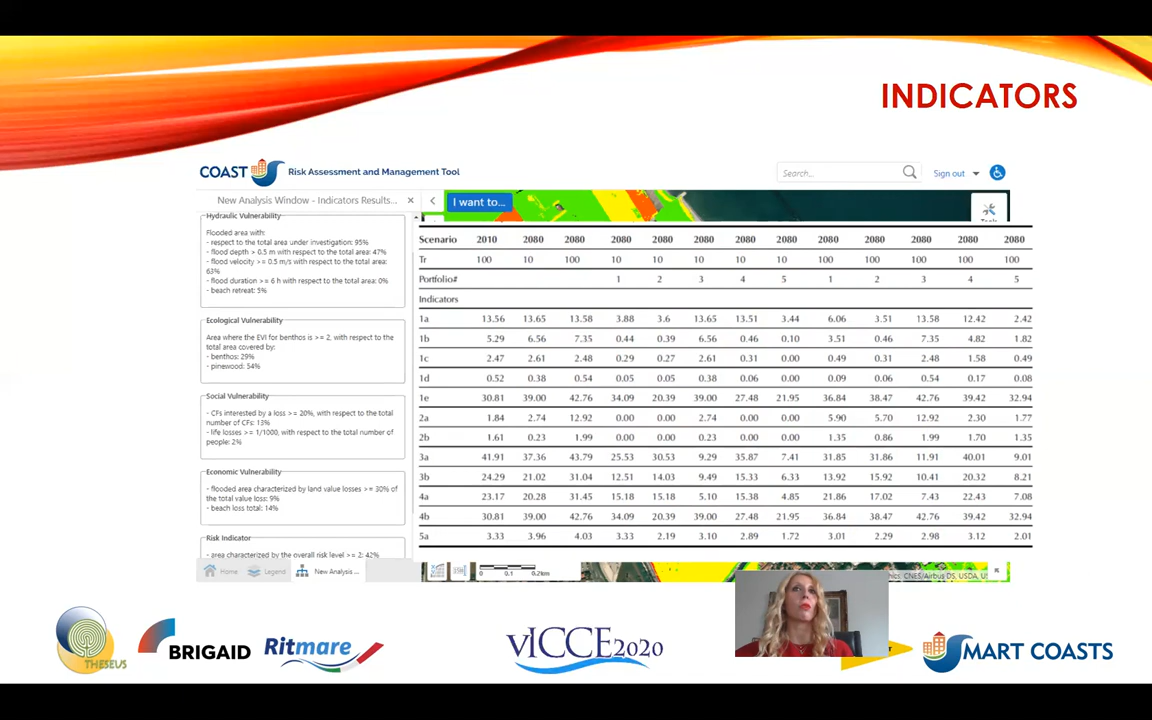 INDICATORS
COAST Risk Assessment and Management Tool
Search...
Sign out
New Analysis Window - Indicators Results...
I want to...
Hydraulic Vulnerability
Flooded area with:
- respect to the total area under investigation: 95%
- flood depth > 0.5 m with respect to the total area: 47%
- flood velocity >= 0.5 m/s with respect to the total area:
63%
- flood duration >= 6 h with respect to the total area: 0%
- beach retreat: 5%
Ecological Vulnerability
Area where the EVI for benthos is >= 2, with respect to the
total area covered by:
- benthos: 29%
- pinewood: 54%
Social Vulnerability
- CFs interested by a loss >= 20%, with respect to the total
number of CFs: 13%
- life losses >= 1/1000, with respect to the total number of
people: 2%
Economic Vulnerability
- flooded area characterized by land value losses >= 30% of
the total value loss: 9%
- beach loss total: 14%
Risk Indicator
- area characterized by the overall risk level >= 2: 42%
Home Legend New Analysis ...
Scenario 2010 2080 2080 2080 2080 2080 2080 2080 2080 2080 2080 2080 2080
Tr 100 10 100 10 10 10 10 10 100 100 100 100 100
Portfolio# 1 2 3 4 5 1 2 3 4 5
Indicators
1a 13.56 13.65 13.58 3.88 3.6 13.65 13.51 3.44 6.06 3.51 13.58 12.42 2.42
1b 5.29 6.56 7.35 0.44 0.39 6.56 0.46 0.10 3.51 0.46 7.35 4.82 1.82
1c 2.47 2.61 2.48 0.29 0.27 2.61 0.31 0.00 0.49 0.31 2.48 1.58 0.49
1d 0.52 0.38 0.54 0.05 0.05 0.38 0.06 0.00 0.09 0.06 0.54 0.17 0.08
1e 30.81 39.00 42.76 34.09 20.39 39.00 27.48 21.95 36.84 38.47 42.76 39.42 32.94
2a 1.84 2.74 12.92 0.00 0.00 2.74 0.00 0.00 5.90 5.70 12.92 2.30 1.77
2b 1.61 0.23 1.99 0.00 0.00 0.23 0.00 0.00 1.35 0.86 1.99 1.70 1.35
3a 41.91 37.36 43.79 25.53 30.53 9.29 35.87 7.41 31.85 31.86 11.91 40.01 9.01
3b 24.29 21.02 31.04 12.51 14.03 9.49 15.33 6.33 13.92 15.92 10.41 20.32 8.21
4a 23.17 20.28 31.45 15.18 15.18 5.10 15.38 4.85 21.86 17.02 7.43 22.43 7.08
4b 30.81 39.00 42.76 34.09 20.39 39.00 27.48 21.95 36.84 38.47 42.76 39.42 32.94
5a 3.33 3.96 4.03 3.33 2.19 3.10 2.89 1.72 3.01 2.29 2.98 3.12 2.01
0 0.1 0.2km
CNES/Airbus DS, USDA,
THESEUS
BRIGAID
Ritmare
vICCE2020
MART COASTS